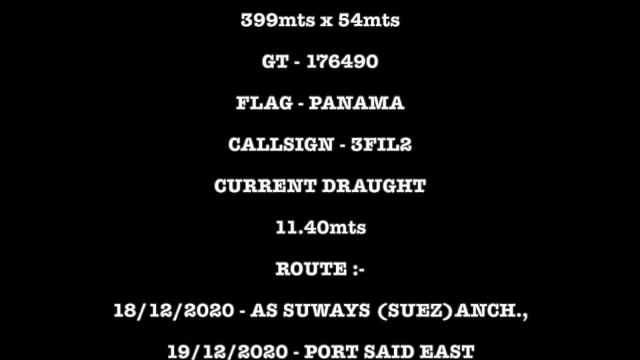 399mts x 54mts
GT - 176490
FLAG - PANAMA
CALLSIGN - 3FIL2
CURRENT DRAUGHT
11.40mts
ROUTE :-
18/12/2020 - AS SUWAYS (SUEZ)ANCH.,
19/12/2020 - PORT SAID EAST